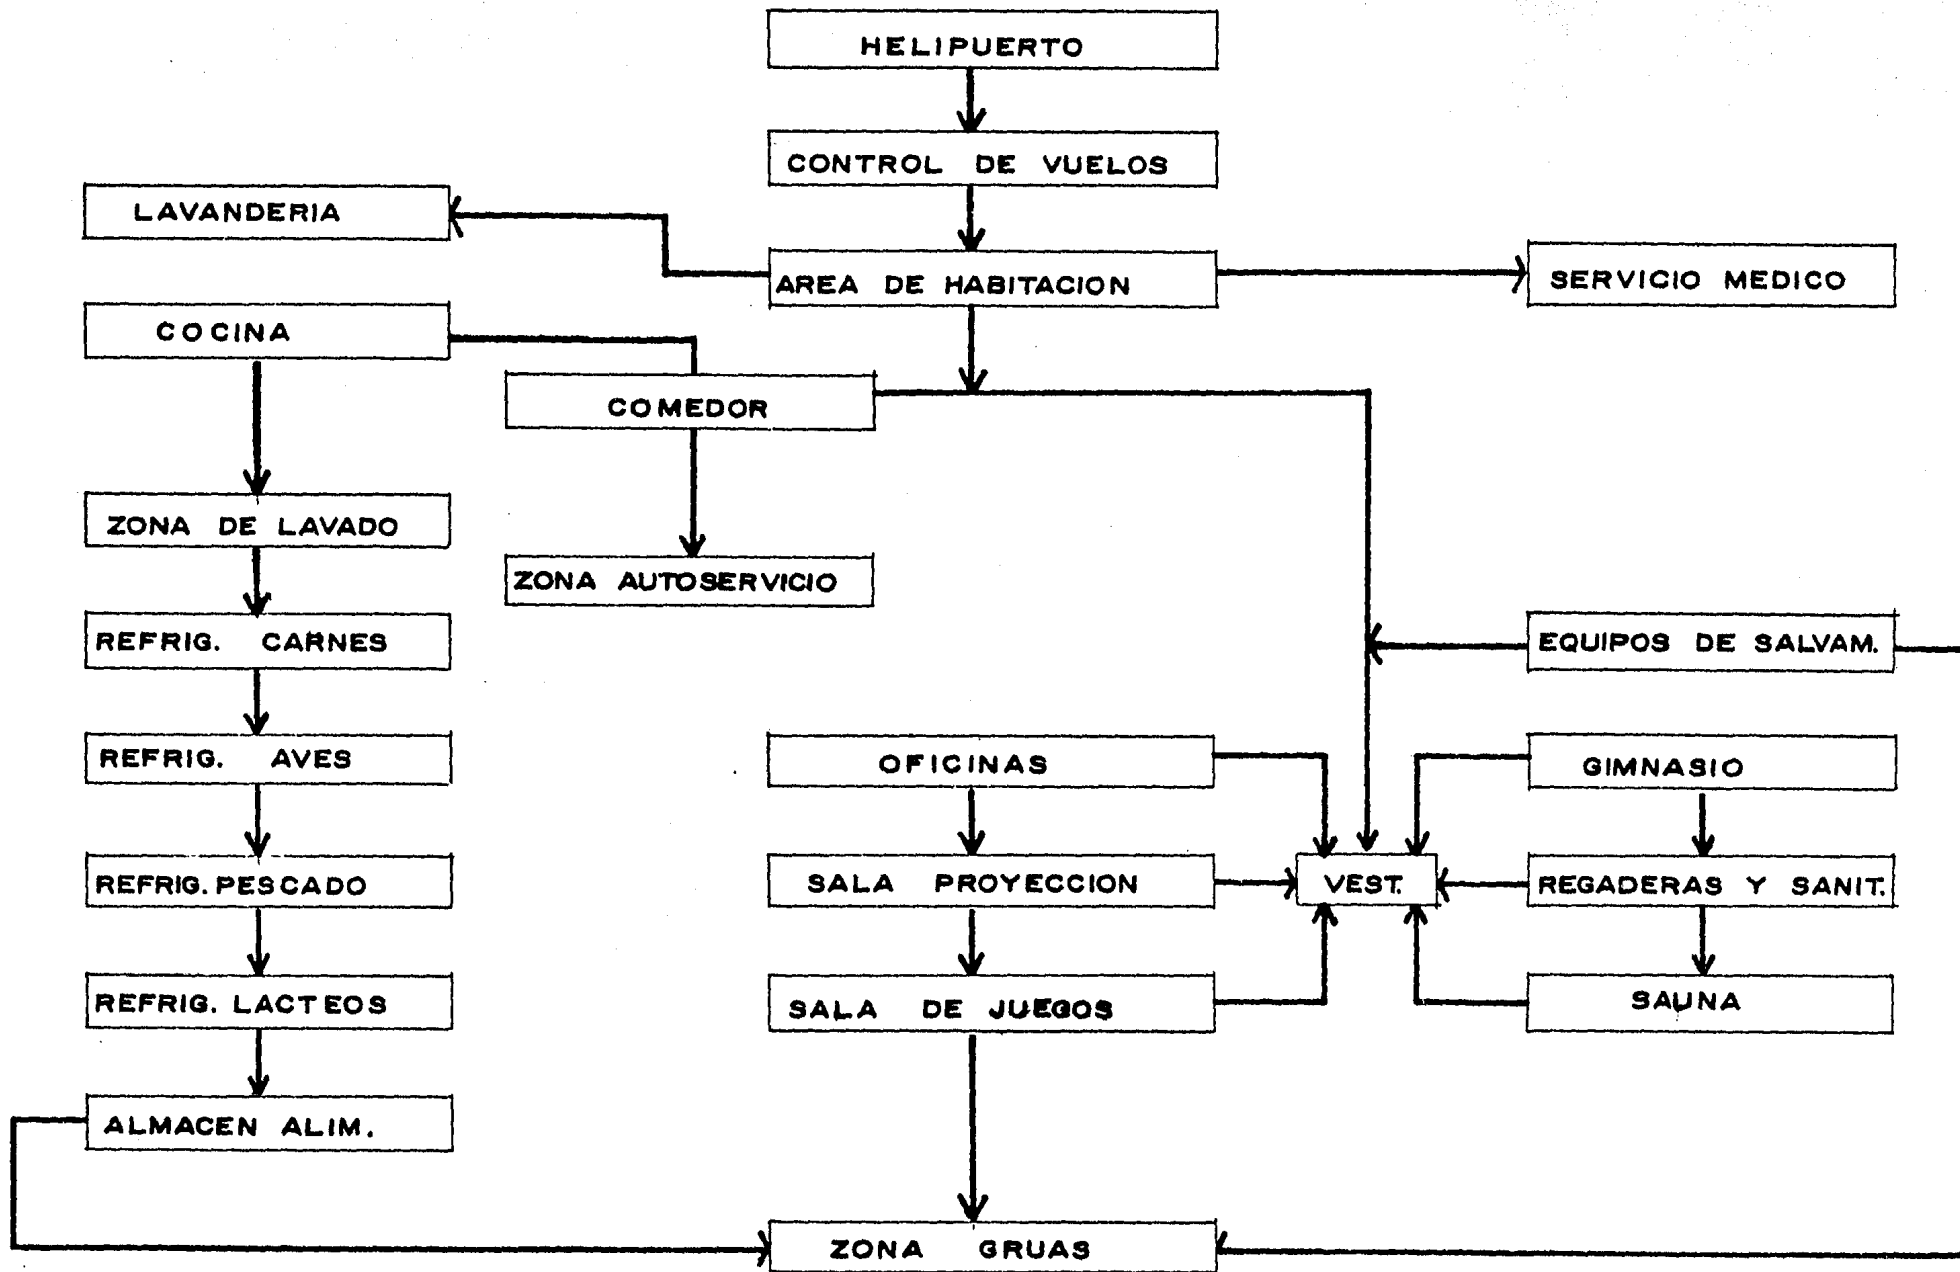 HELIPUERTO
CONTROL DE VUELOS
LAVANDERIA
AREA DE HABITACION
SERVICIO MEDICO
COCINA
COMEDOR
ZONA DE LAVADO
ZONA AUTOSERVICIO
REFRIG. CARNES
EQUIPOS DE SALVAM.
REFRIG. AVES
OFICINAS
GIMNASIO
REFRIG. PESCADO
SALA PROYECCION
VEST.
REGADERAS Y SANIT.
REFRIG. LACTEOS
SALA DE JUEGOS
SAUNA
ALMACEN ALIM.
ZONA GRUAS